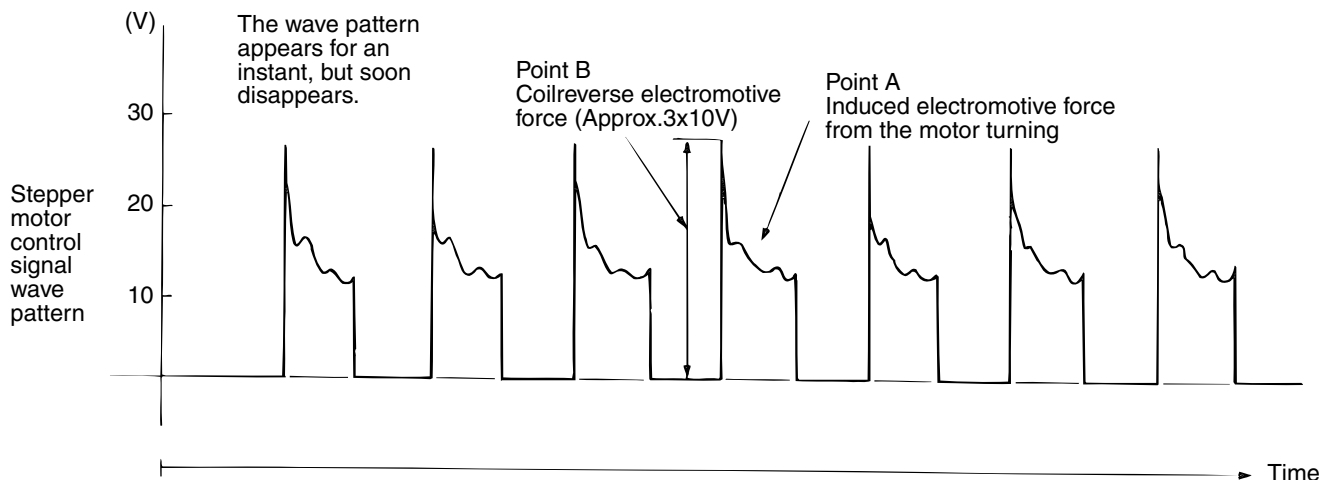 (V)
The wave pattern
appears for an
instant, but soon
disappears.
Point B
Coilreverse electromotive
force (Approx.3x10V)
Point A
Induced electromotive force
from the motor turning
30
20
10
Stepper
motor
control
signal
wave
pattern
Time